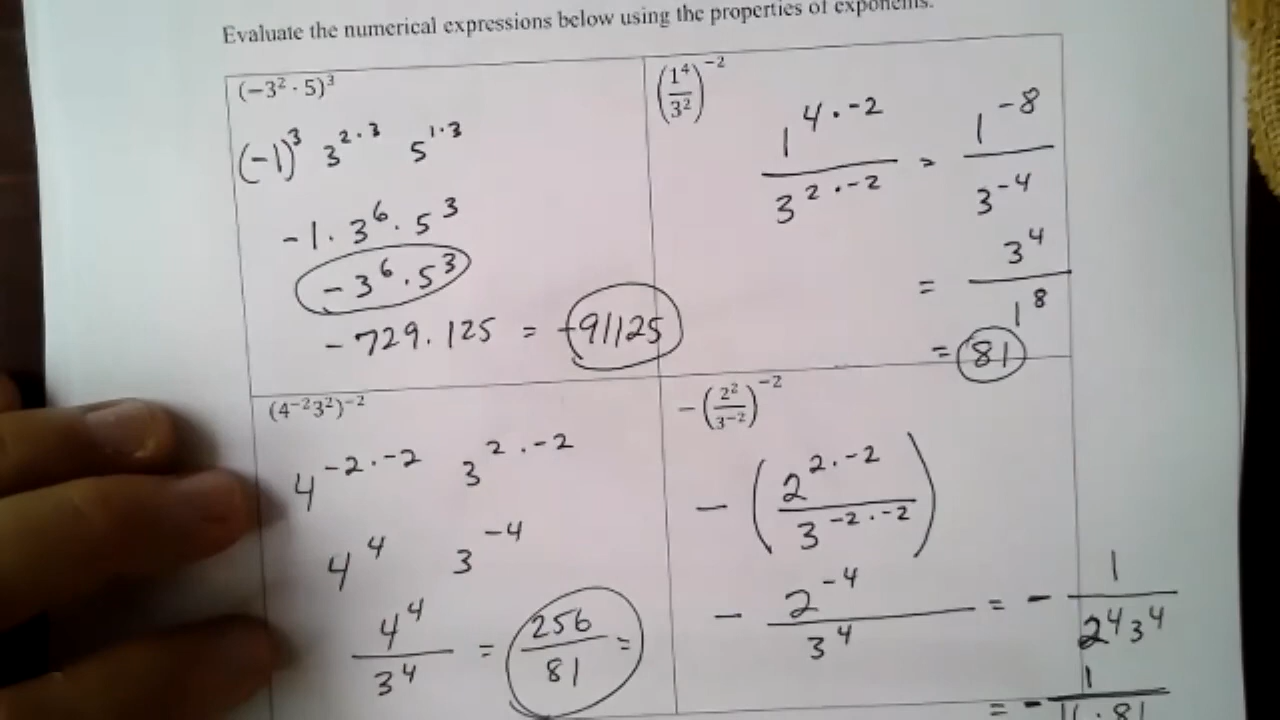 Evaluate the numerical expressions below using the properties of exponents.
(−3² · 5)³
(-1)³ 3^(2·3) 5^(1·3)
-1 · 3⁶ · 5³
-3⁶ · 5³
-729 . 125 = -91125
(1⁴/3²)⁻²
1^(4·-2)/3^(2·-2) = 1⁻⁸/3⁻⁴
= 3⁴/1⁸
= 81
(4⁻²3²)⁻²
4^(-2·-2) 3^(2·-2)
4⁴ 3⁻⁴
4⁴/3⁴ = 256/81 =
−(2²/3⁻²)⁻²
-(2^(2·-2)/3^(-2·-2))
- 2⁻⁴/3⁴ = - 1/2⁴3⁴
= - 1/16·81